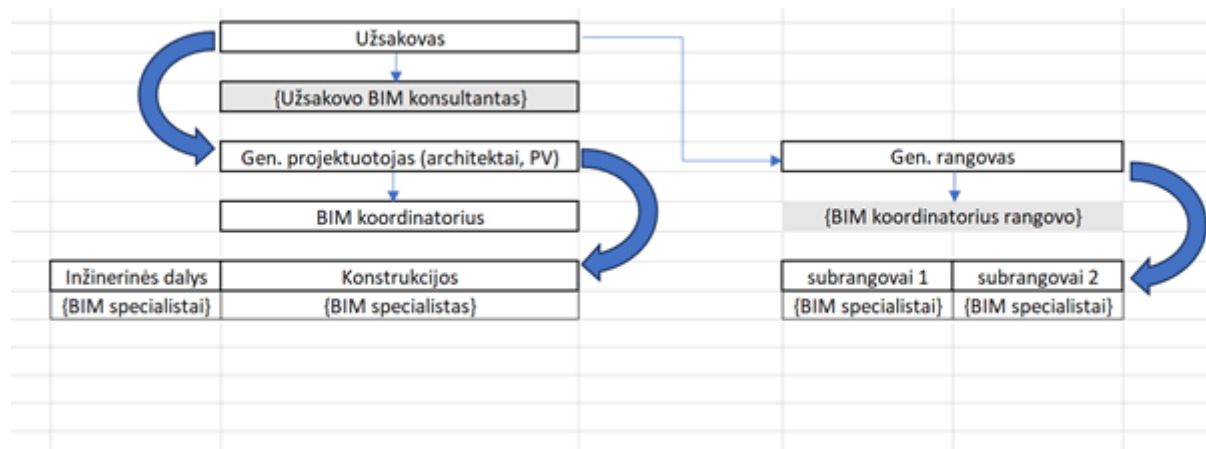 Užsakovas
{Užsakovo BIM konsultantas}
Gen. projektuotojas (architektai, PV)
Gen. rangovas
BIM koordinatorius
{BIM koordinatorius rangovo}
Inžinerinės dalys
Konstrukcijos
subrangovai 1
subrangovai 2
{BIM specialistai}
{BIM specialistas}
{BIM specialistai}
{BIM specialistai}